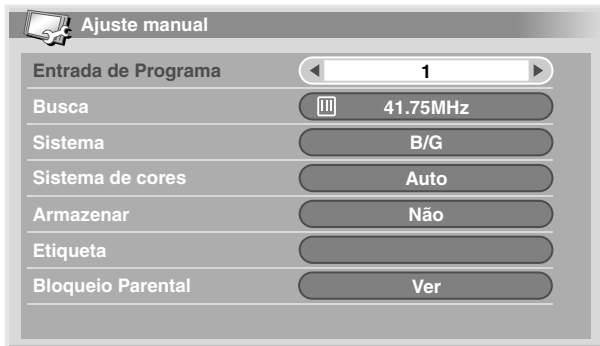 Ajuste manual
Entrada de Programa 1
Busca 41.75MHz
Sistema B/G
Sistema de cores Auto
Armazenar Não
Etiqueta
Bloqueio Parental Ver